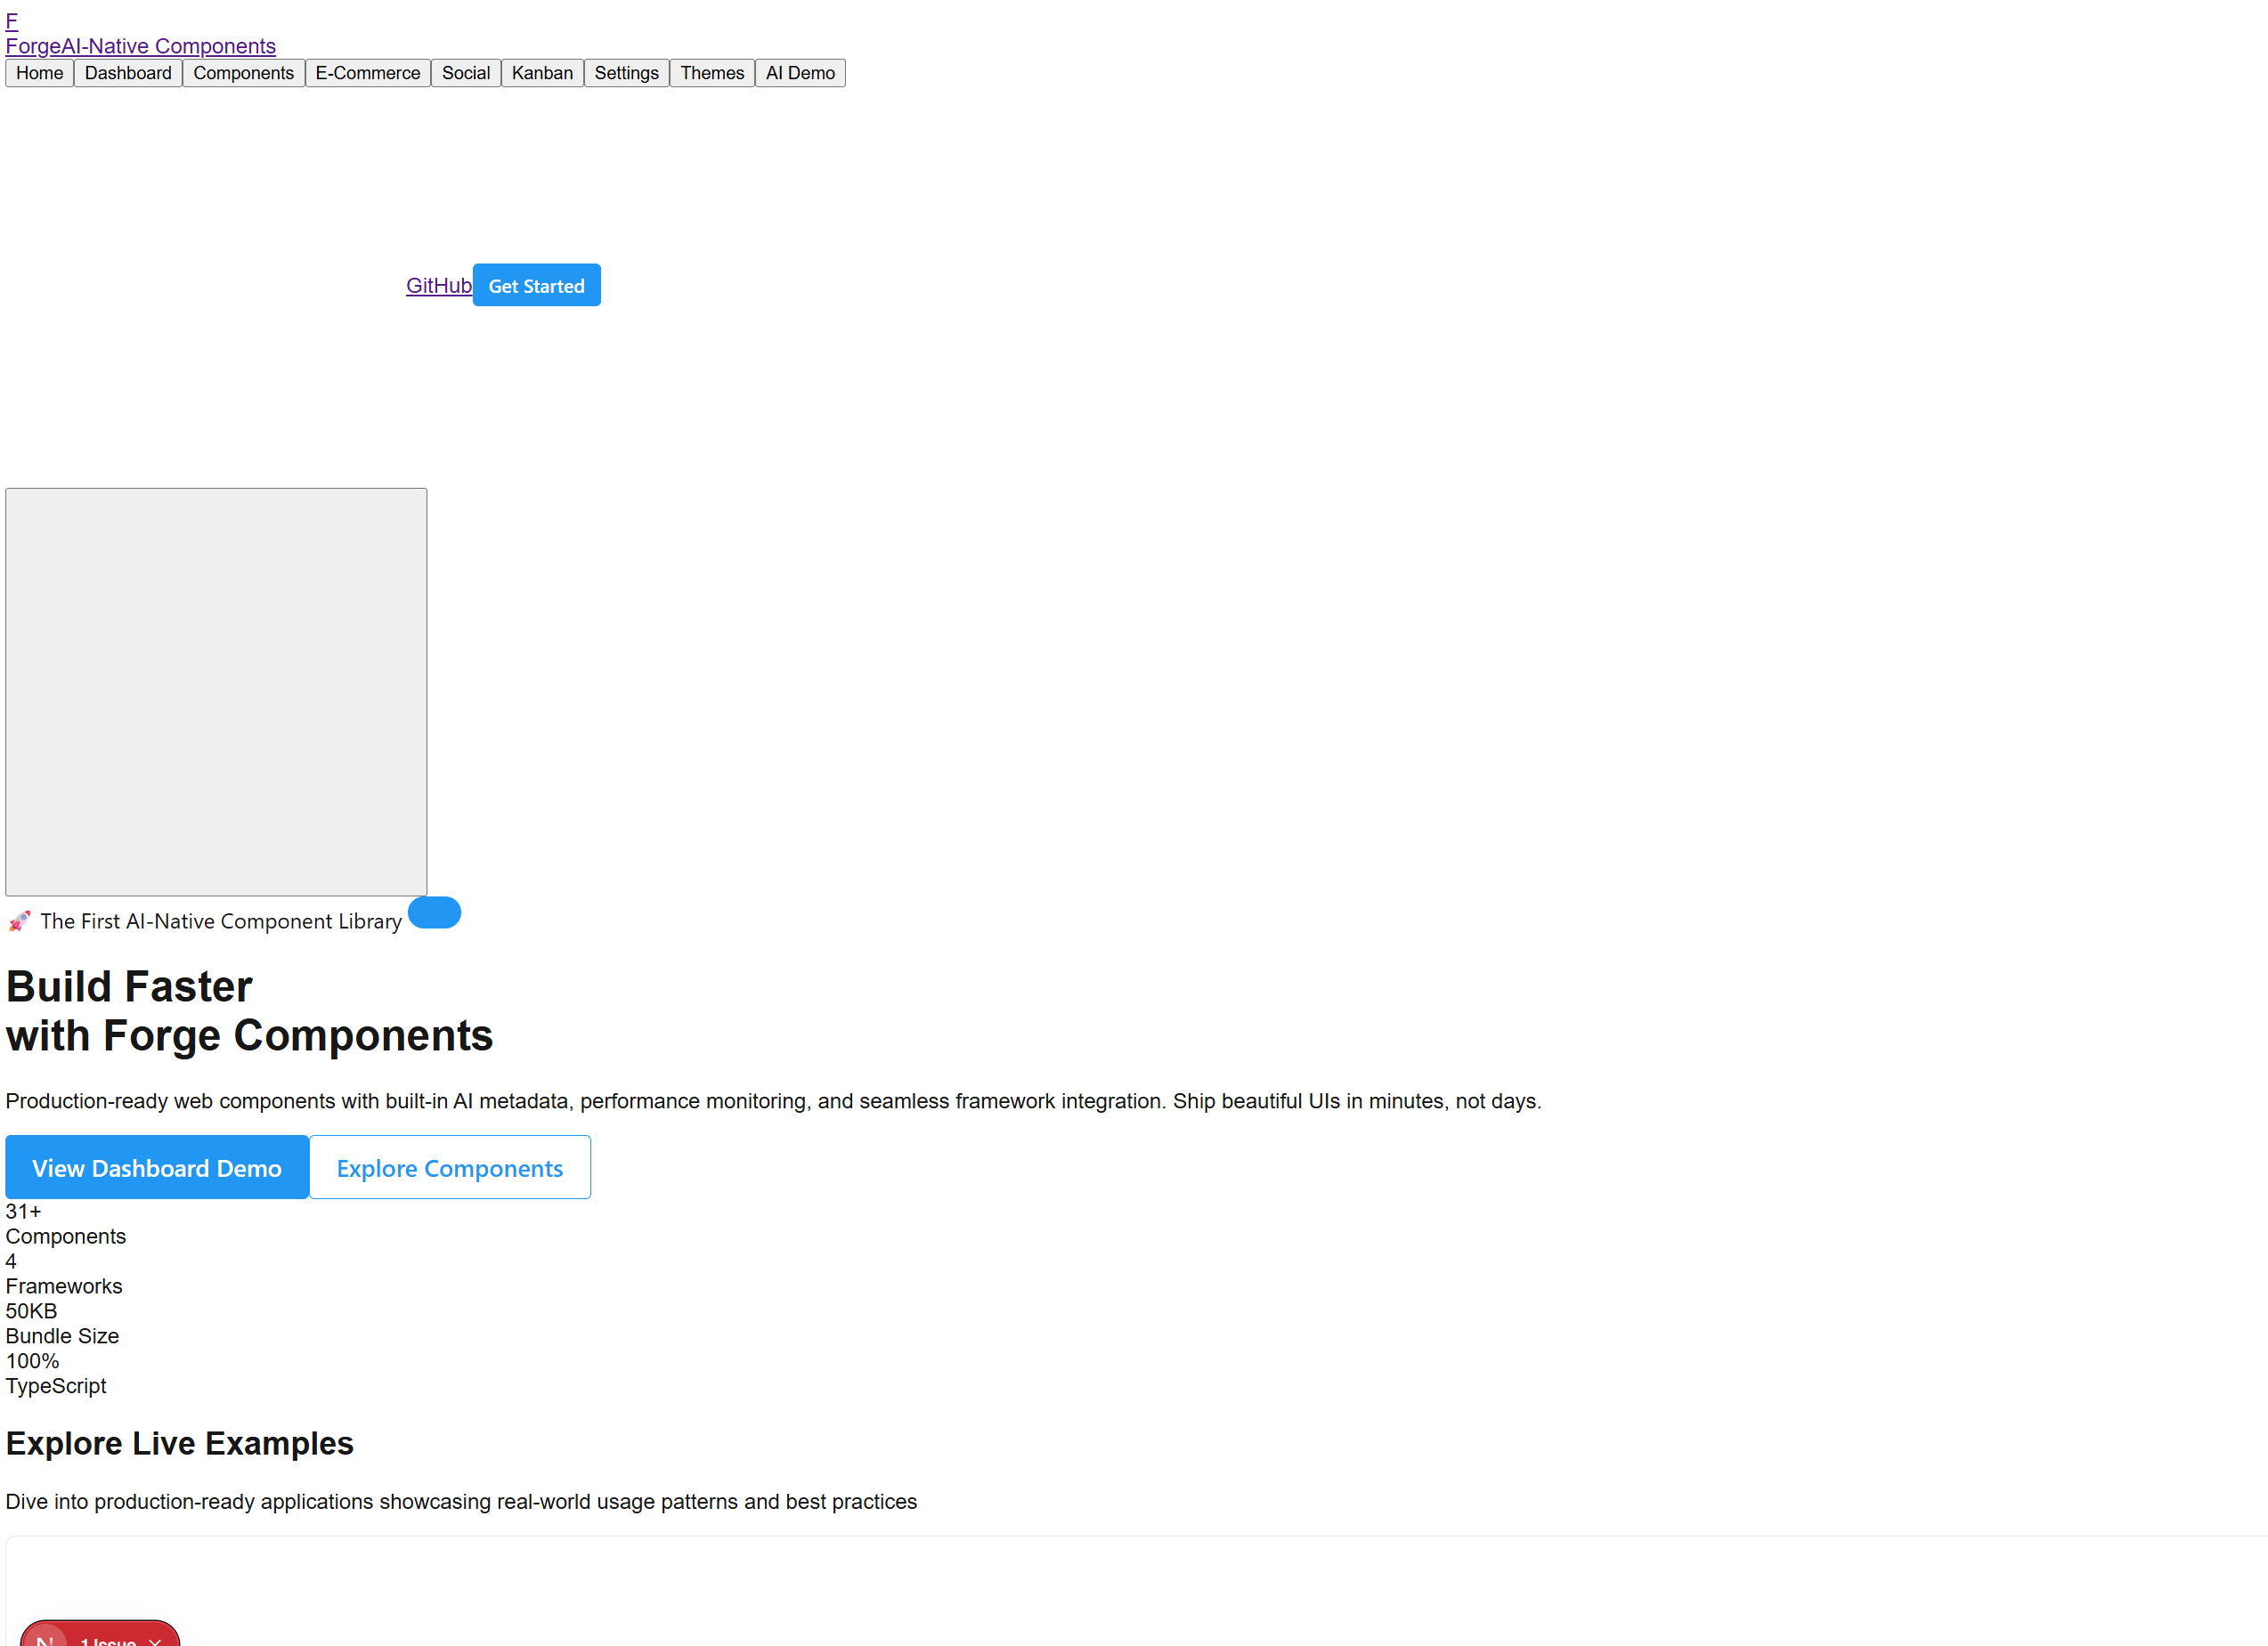 F
ForgeAI-Native Components
Home Dashboard Components E-Commerce Social Kanban Settings Themes AI Demo
GitHub Get Started
🚀 The First AI-Native Component Library
Build Faster
with Forge Components
Production-ready web components with built-in AI metadata, performance monitoring, and seamless framework integration. Ship beautiful UIs in minutes, not days.
View Dashboard Demo Explore Components
31+
Components
4
Frameworks
50KB
Bundle Size
100%
TypeScript
Explore Live Examples
Dive into production-ready applications showcasing real-world usage patterns and best practices
N 1 Issue